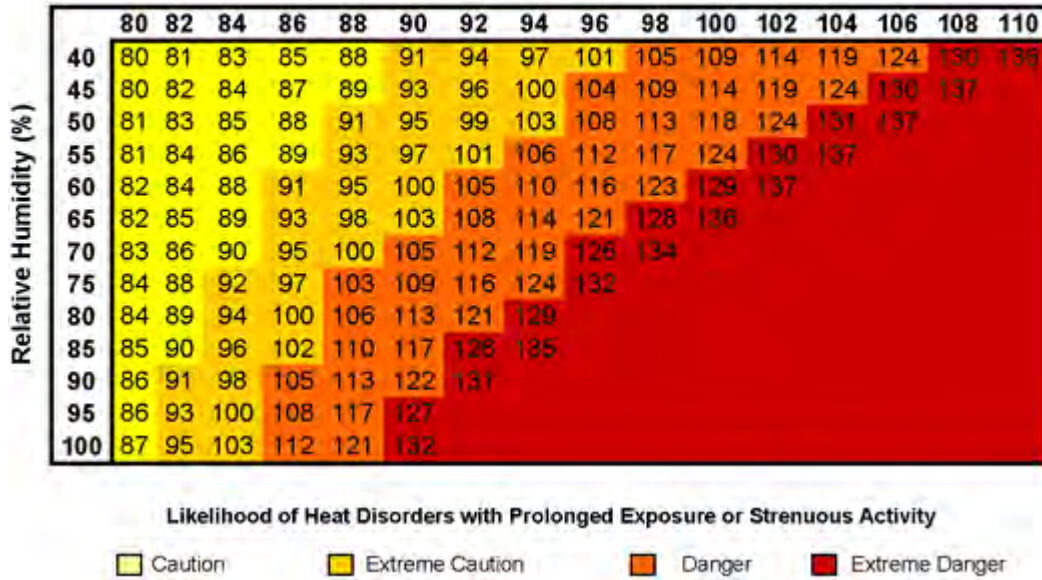 80 82 84 86 88 90 92 94 96 98 100 102 104 106 108 110
40 80 81 83 85 88 91 94 97 101 105 109 114 119 124 130 136
45 80 82 84 87 89 93 96 100 104 109 114 119 124 130 137
50 81 83 85 88 91 95 99 103 108 113 118 124 131 137
55 81 84 86 89 93 97 101 106 112 117 124 130 137
60 82 84 88 91 95 100 105 110 116 123 129 137
65 82 85 89 93 98 103 108 114 121 128 136
70 83 86 90 95 100 105 112 119 126 134
75 84 88 92 97 103 109 116 124 132
80 84 89 94 100 106 113 121 129
85 85 90 96 102 110 117 126 135
90 86 91 98 105 113 122 131
95 86 93 100 108 117 127
100 87 95 103 112 121 132
Relative Humidity (%)
Likelihood of Heat Disorders with Prolonged Exposure or Strenuous Activity
Caution Extreme Caution Danger Extreme Danger